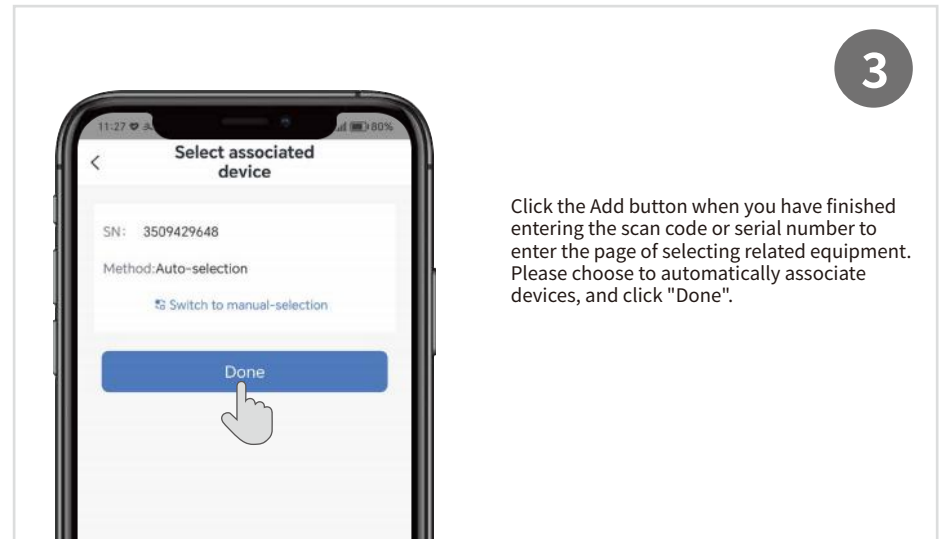 3
11:27
80%
Select associated
device
SN: 3509429648
Method:Auto-selection
Switch to manual-selection
Done
Click the Add button when you have finished
entering the scan code or serial number to
enter the page of selecting related equipment.
Please choose to automatically associate
devices, and click "Done".